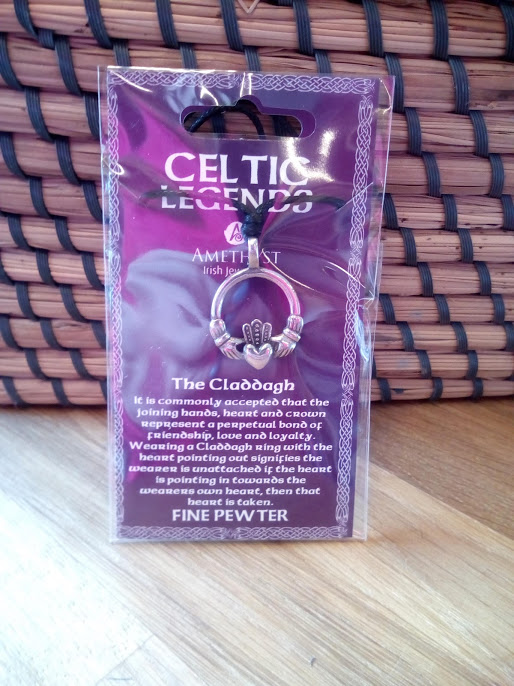 CELTIC
LEGENDS
AMETHYST
Irish Jew
The Claddagh
It is commonly accepted that the
joining hands, heart and crown
represent a perpetual bond of
friendship, love and loyalty.
Wearing a Claddagh ring with the
heart pointing out signifies the
wearer is unattached if the heart
is pointing in towards the
wearers own heart, then that
heart is taken.
FINE PEWTER